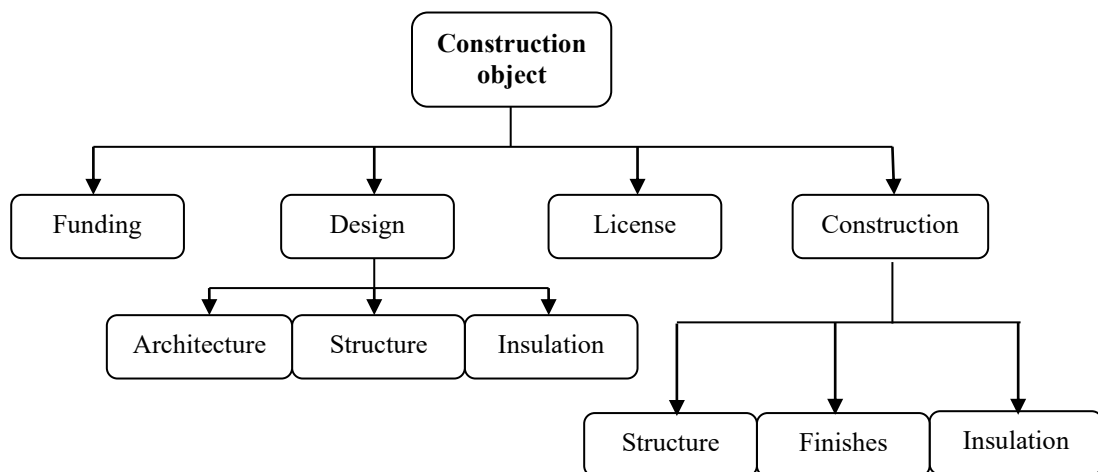 Construction
object
Funding
Design
License
Construction
Architecture
Structure
Insulation
Structure
Finishes
Insulation